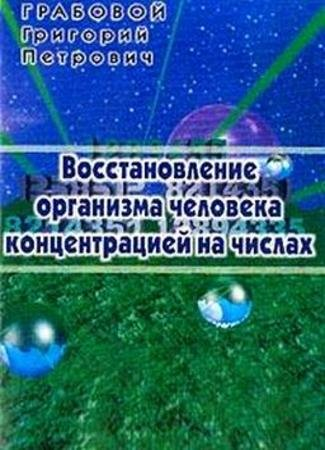 ГРАБОВОЙ
Григорий
Петрович
Восстановление
организма человека
концентрацией на числах